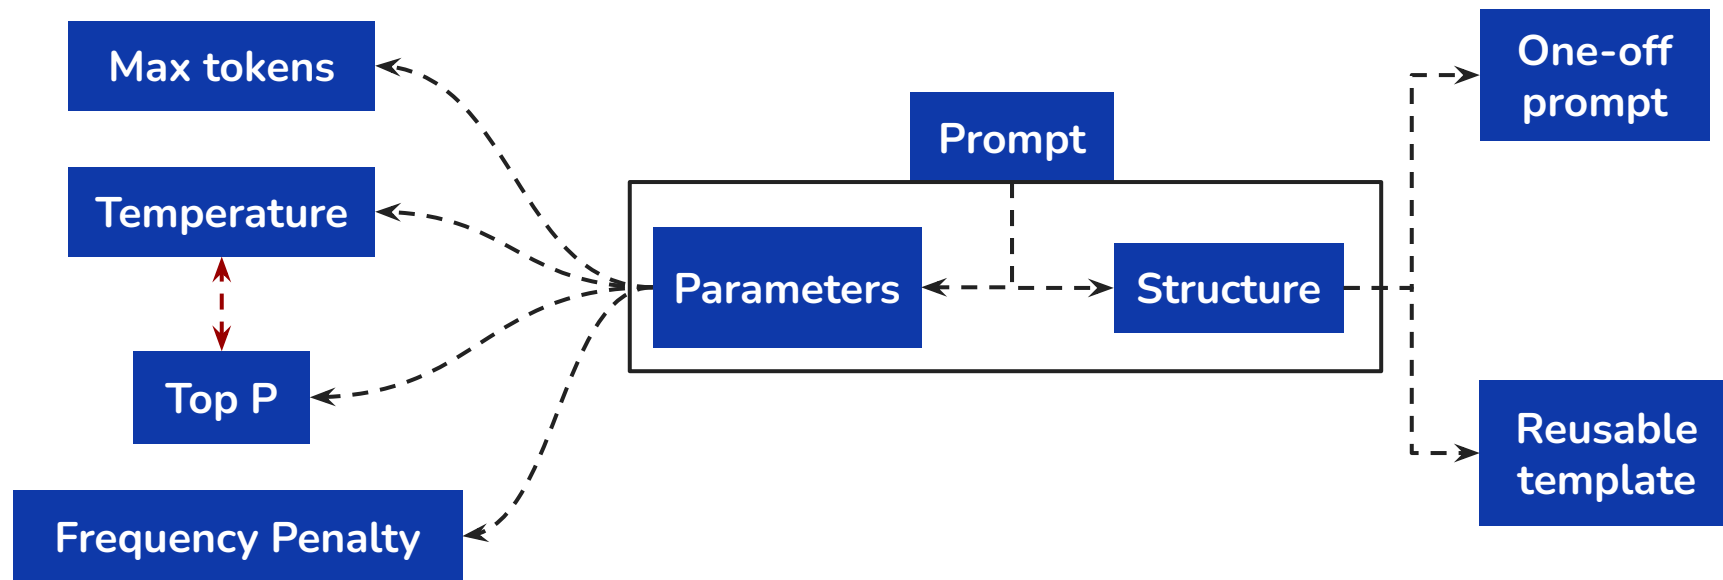 Max tokens
Temperature
Top P
Frequency Penalty
Prompt
Parameters
Structure
One-off
prompt
Reusable
template